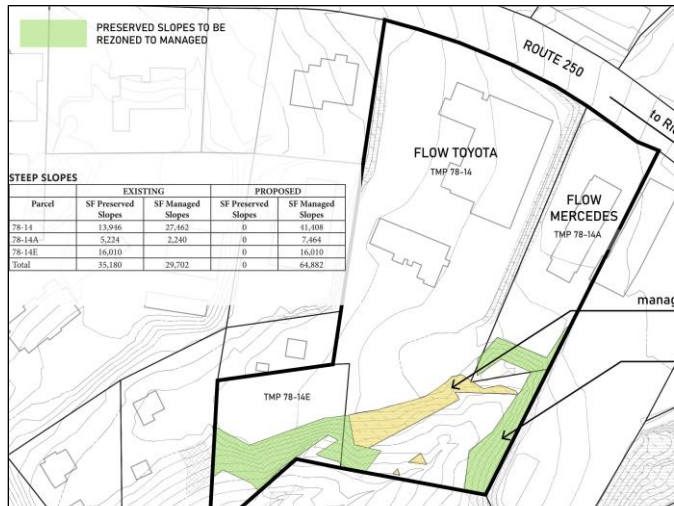 PRESERVED SLOPES TO BE
REZONED TO MANAGED
ROUTE 250
to Ri
FLOW TOYOTA
TMP 78-14
FLOW
MERCEDES
TMP 78-14A
STEEP SLOPES
EXISTING PROPOSED
Parcel SF Preserved Slopes SF Managed Slopes SF Preserved Slopes SF Managed Slopes
78-14 13,946 27,462 0 41,408
78-14A 5,224 2,240 0 7,464
78-14E 16,010 0 16,010
Total 35,180 29,702 0 64,882
manag
TMP 78-14E